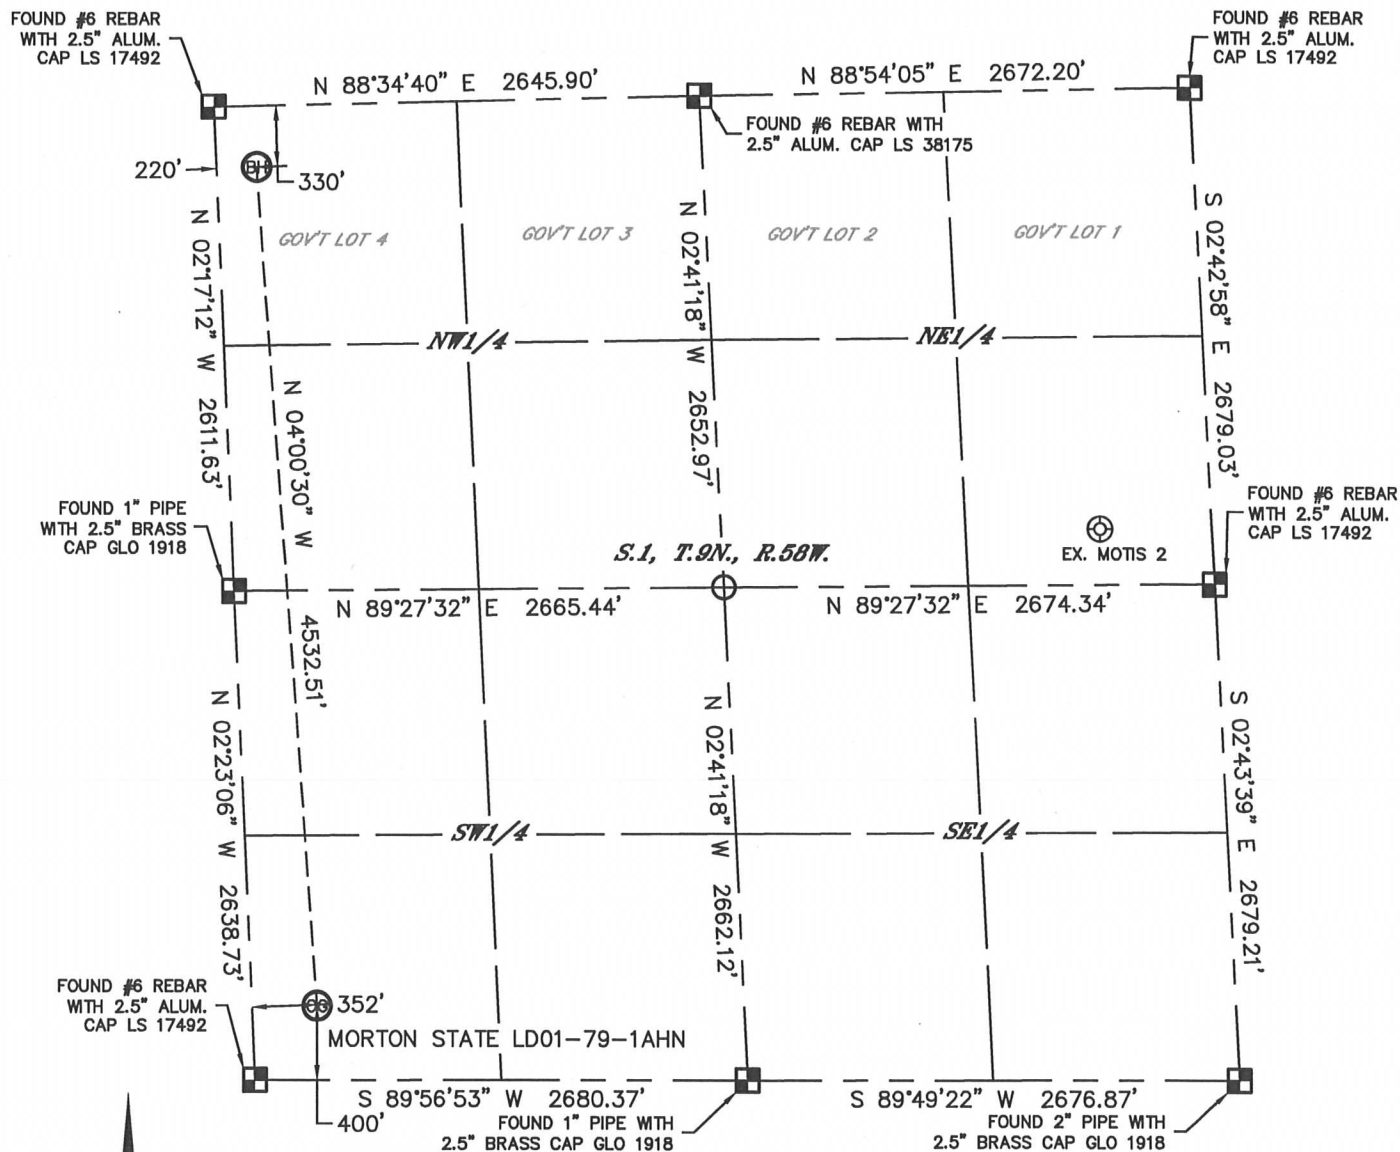 FOUND #6 REBAR
WITH 2.5" ALUM.
CAP LS 17492
FOUND #6 REBAR
WITH 2.5" ALUM.
CAP LS 17492
N 88°34'40" E 2645.90'
N 88°54'05" E 2672.20'
FOUND #6 REBAR WITH
2.5" ALUM. CAP LS 38175
220'
BH
330'
GOV'T LOT 4
GOV'T LOT 3
GOV'T LOT 2
GOV'T LOT 1
N 02°17'12" W 2611.63'
N 02°41'18" W 2652.97'
S 02°42'58" E 2679.03'
NW1/4
NE1/4
N 04°00'30" W 4532.51'
FOUND 1" PIPE
WITH 2.5" BRASS
CAP GLO 1918
FOUND #6 REBAR
WITH 2.5" ALUM.
CAP LS 17492
S.1, T.9N., R.58W.
EX. MOTIS 2
N 89°27'32" E 2665.44'
N 89°27'32" E 2674.34'
N 02°23'06" W 2638.73'
N 02°41'18" W 2662.12'
S 02°43'39" E 2679.21'
SW1/4
SE1/4
FOUND #6 REBAR
WITH 2.5" ALUM.
CAP LS 17492
352'
MORTON STATE LD01-79-1AHN
S 89°56'53" W 2680.37'
S 89°49'22" W 2676.87'
400'
FOUND 1" PIPE WITH
2.5" BRASS CAP GLO 1918
FOUND 2" PIPE WITH
2.5" BRASS CAP GLO 1918